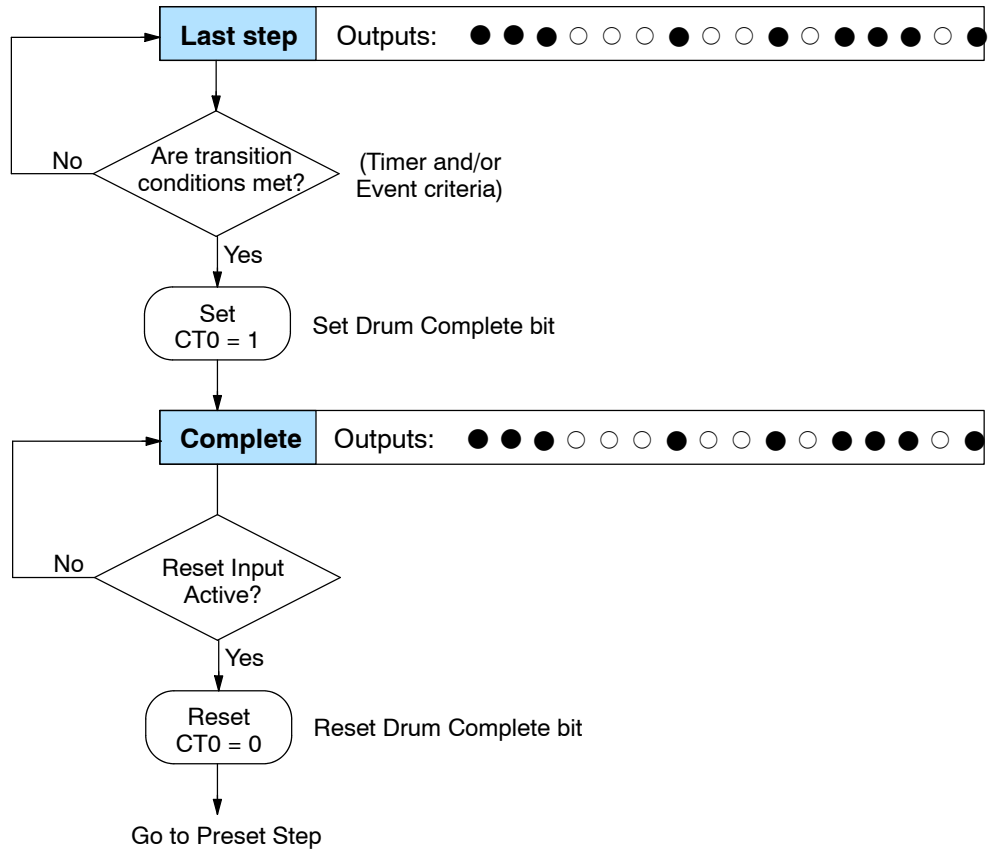 Last step Outputs:
Are transition
conditions met?
(Timer and/or
Event criteria)
No
Yes
Set
CT0 = 1
Set Drum Complete bit
Complete Outputs:
No
Reset Input
Active?
Yes
Reset
CT0 = 0
Reset Drum Complete bit
Go to Preset Step